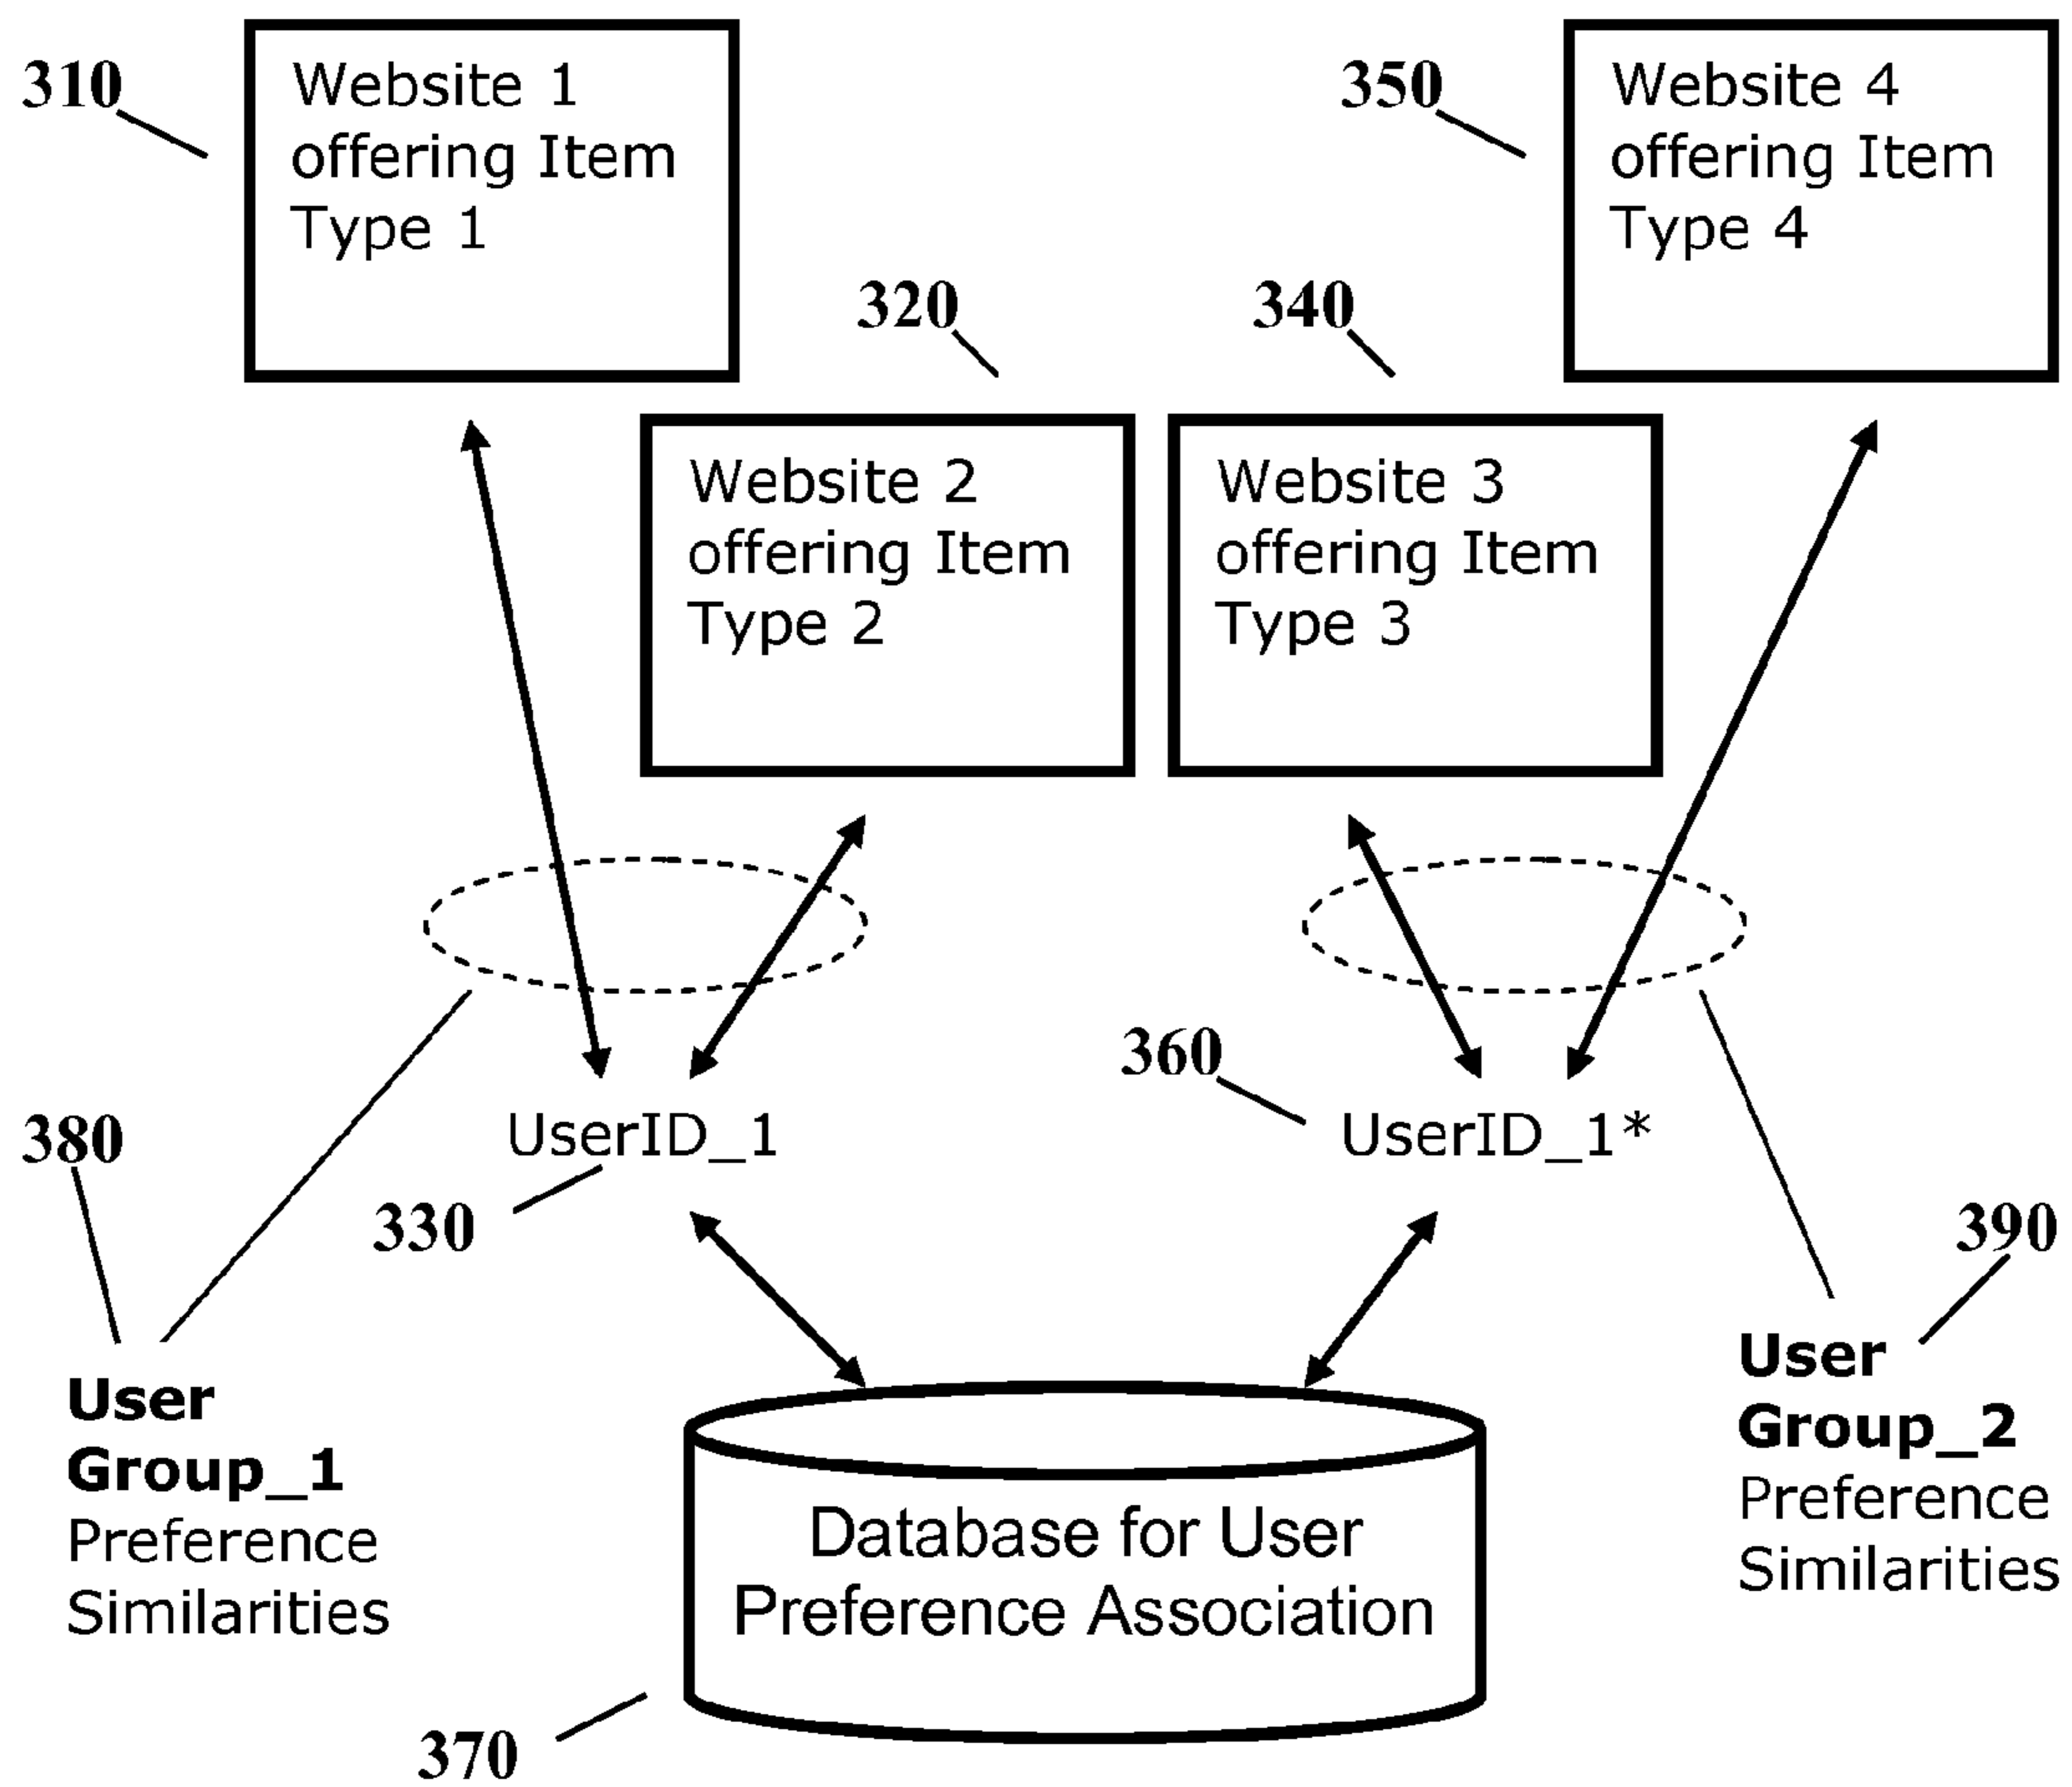 310
Website 1
offering Item
Type 1
350
Website 4
offering Item
Type 4
320
Website 2
offering Item
Type 2
340
Website 3
offering Item
Type 3
UserID_1
330
360
UserID_1*
380
User
Group_1
Preference
Similarities
390
User
Group_2
Preference
Similarities
Database for User
Preference Association
370